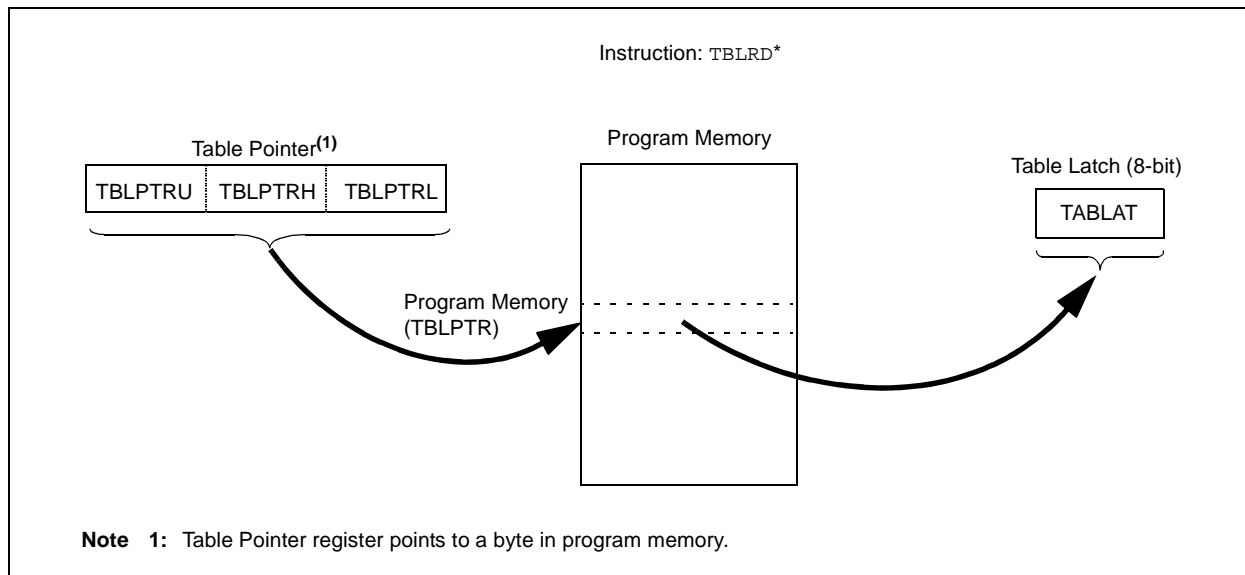 Instruction: TBLRD*
Table Pointer(1)
TBLPTRU TBLPTRH TBLPTRL
Program Memory
Table Latch (8-bit)
TABLAT
Program Memory
(TBLPTR)
Note 1: Table Pointer register points to a byte in program memory.